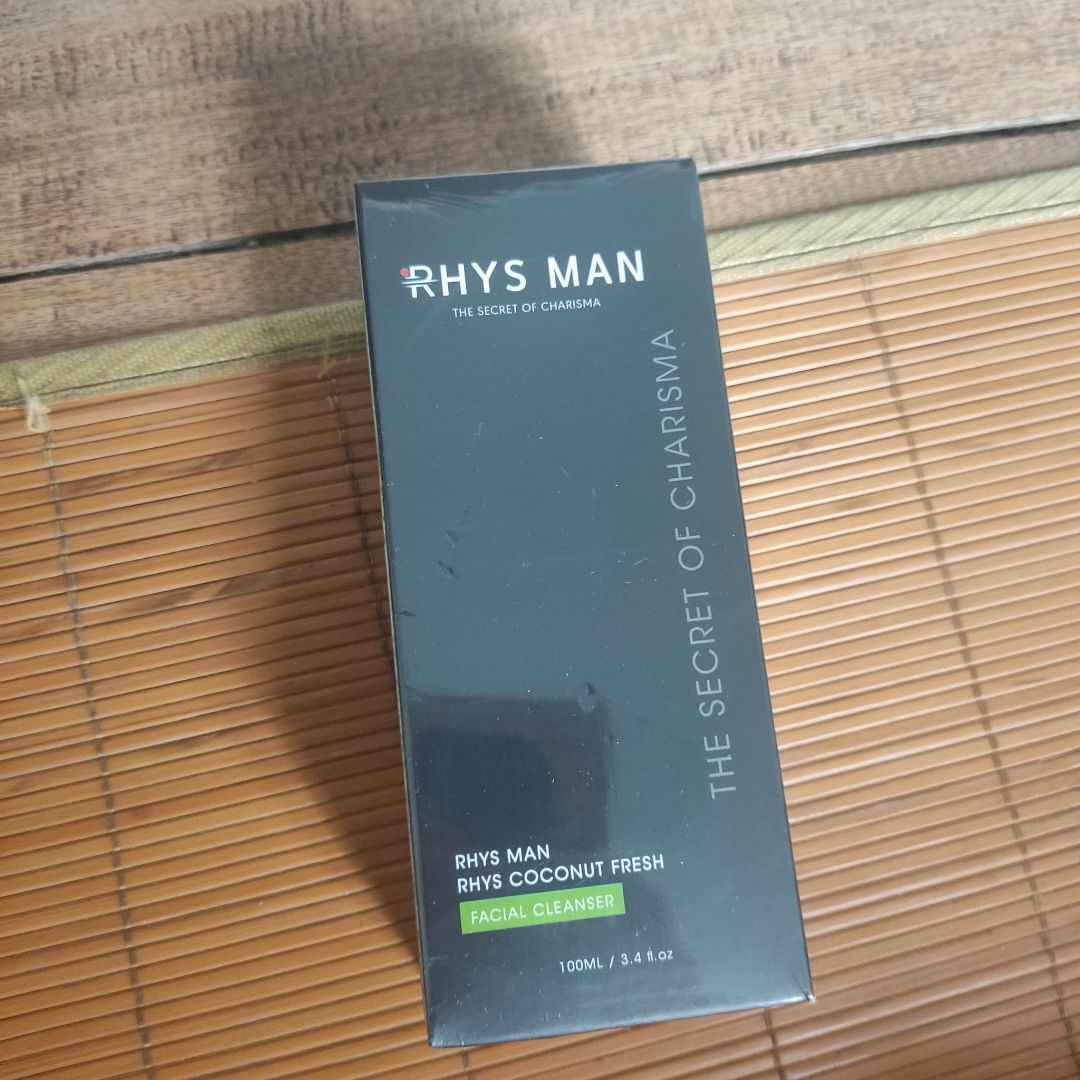 RHYS MAN
THE SECRET OF CHARISMA
THE SECRET OF CHARISMA
RHYS MAN
RHYS COCONUT FRESH
FACIAL CLEANSER
100ML / 3.4 fl.oz